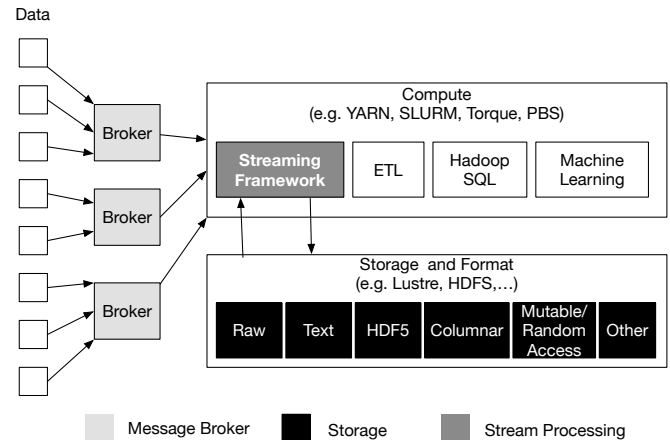 Data
Broker
Broker
Broker
Compute
(e.g. YARN, SLURM, Torque, PBS)
Streaming
Framework
ETL
Hadoop
SQL
Machine
Learning
Storage and Format
(e.g. Lustre, HDFS,...)
Raw
Text
HDF5
Columnar
Mutable/
Random
Access
Other
Message Broker
Storage
Stream Processing